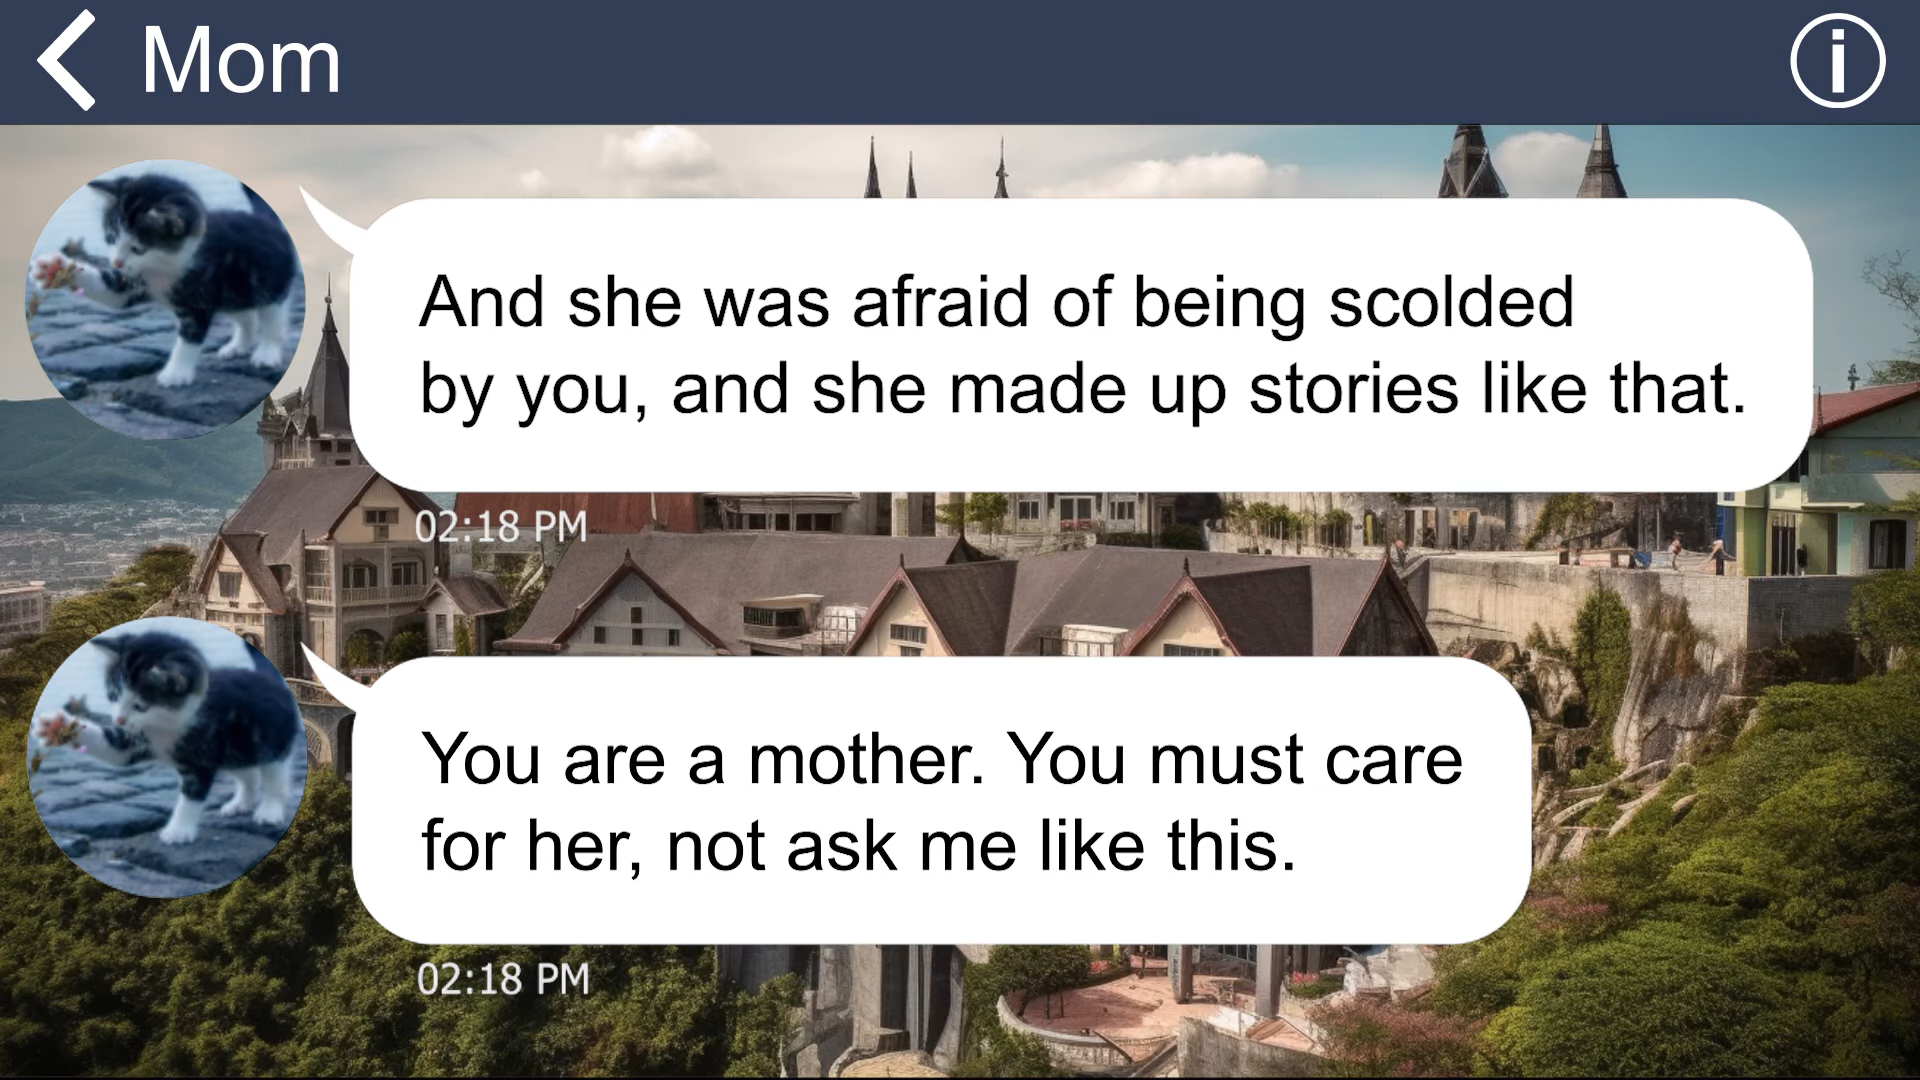 Mom
And she was afraid of being scolded
by you, and she made up stories like that.
02:18 PM
You are a mother. You must care
for her, not ask me like this.
02:18 PM